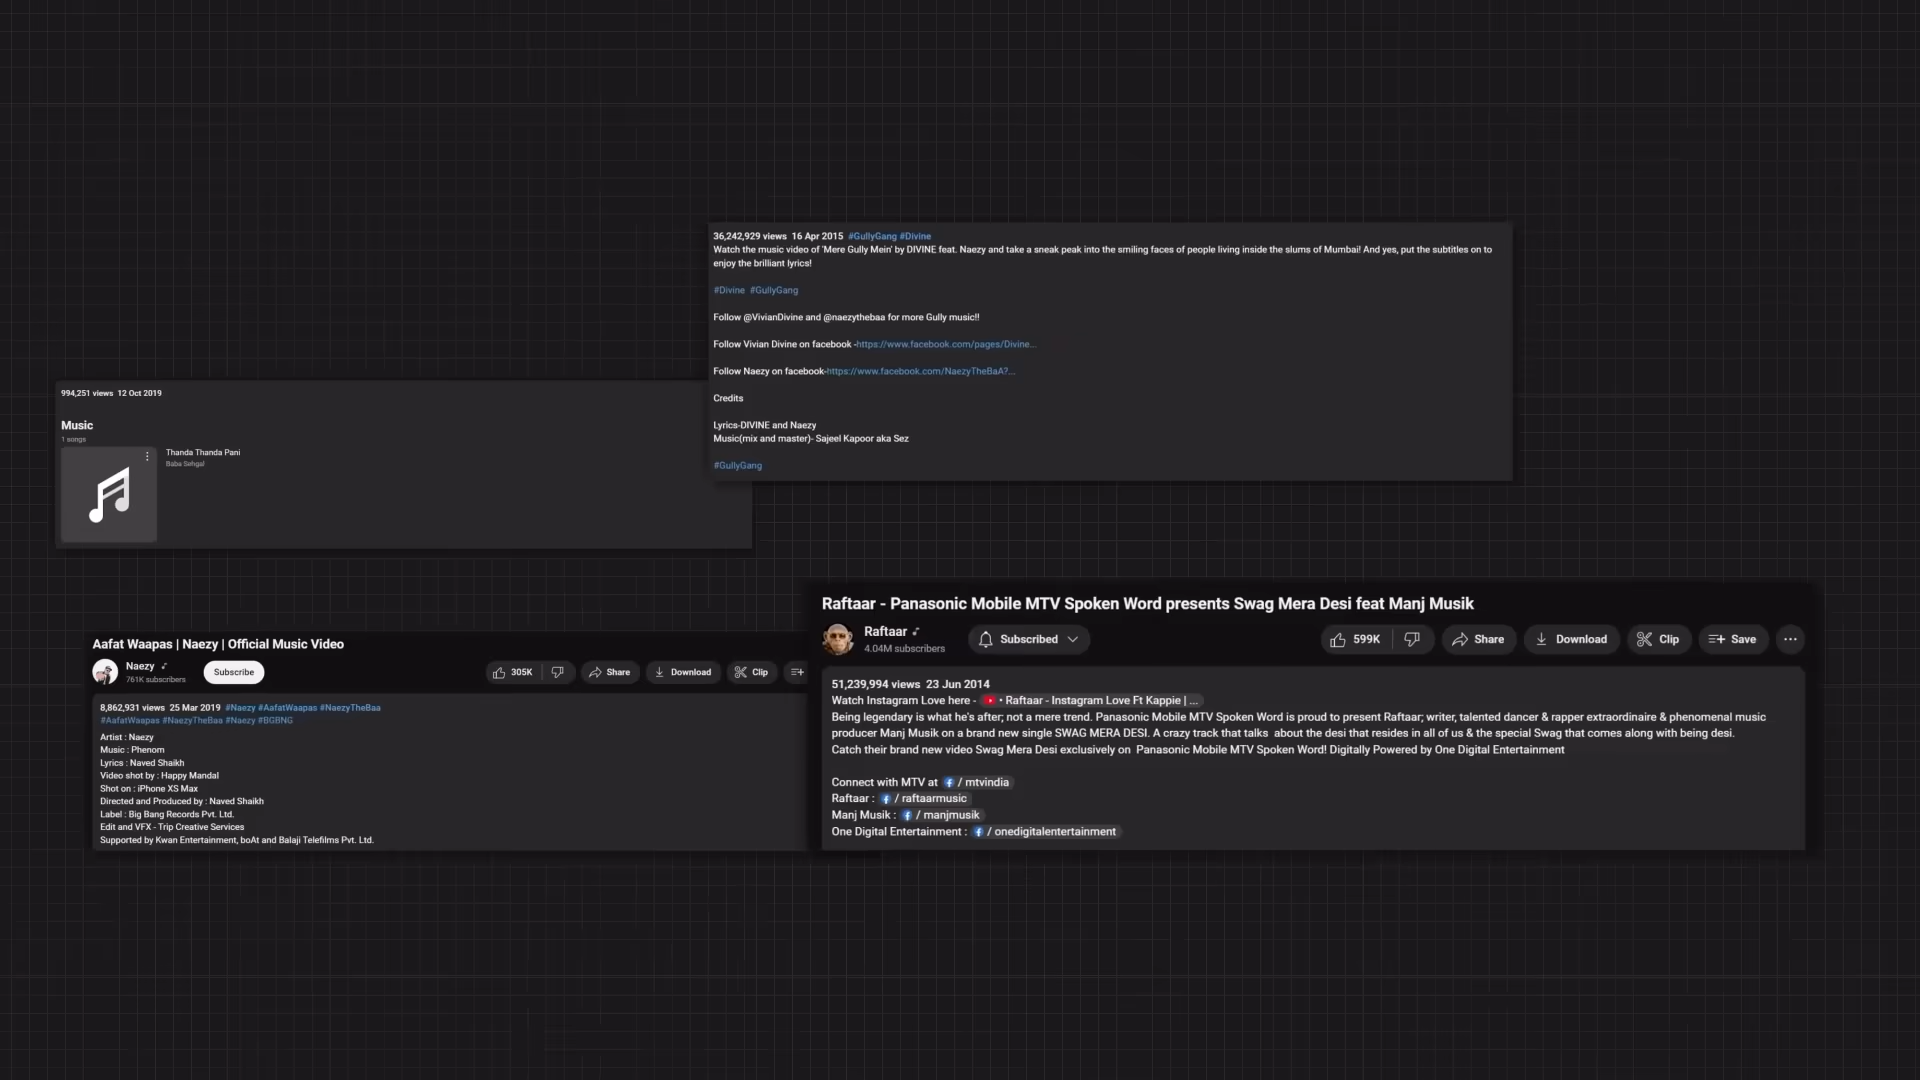 36,242,929 views 16 Apr 2015 #GullyGang #Divine
Watch the music video of 'Mere Gully Mein' by DIVINE feat. Naezy and take a sneak peak into the smiling faces of people living inside the slums of Mumbai! And yes, put the subtitles on to
enjoy the brilliant lyrics!
#Divine #GullyGang
Follow @VivianDivine and @naezythebaa for more Gully music!!
Follow Vivian Divine on facebook -https://www.facebook.com/pages/Divine...
Follow Naezy on facebook-https://www.facebook.com/NaezyTheBaA?...
Credits
Lyrics-DIVINE and Naezy
Music(mix and master)- Sajeel Kapoor aka Sez
#GullyGang
994,251 views 12 Oct 2019
Music
1 songs
Thanda Thanda Pani
Baba Sehgal
Aafat Waapas | Naezy | Official Music Video
Naezy
761K subscribers
Subscribe
305K
Share
Download
Clip
8,862,931 views 25 Mar 2019 #Naezy #AafatWaapas #NaezyTheBaa
#AafatWaapas #NaezyTheBaa #Naezy #BGBNG
Artist : Naezy
Music : Phenom
Lyrics : Naved Shaikh
Video shot by : Happy Mandal
Shot on : iPhone XS Max
Directed and Produced by : Naved Shaikh
Label : Big Bang Records Pvt. Ltd.
Edit and VFX - Trip Creative Services
Supported by Kwan Entertainment, boAt and Balaji Telefilms Pvt. Ltd.
Raftaar - Panasonic Mobile MTV Spoken Word presents Swag Mera Desi feat Manj Musik
Raftaar
4.04M subscribers
Subscribed
599K
Share
Download
Clip
Save
51,239,994 views 23 Jun 2014
Watch Instagram Love here - • Raftaar - Instagram Love Ft Kappie | ...
Being legendary is what he's after; not a mere trend. Panasonic Mobile MTV Spoken Word is proud to present Raftaar; writer, talented dancer & rapper extraordinaire & phenomenal music
producer Manj Musik on a brand new single SWAG MERA DESI. A crazy track that talks about the desi that resides in all of us & the special Swag that comes along with being desi.
Catch their brand new video Swag Mera Desi exclusively on Panasonic Mobile MTV Spoken Word! Digitally Powered by One Digital Entertainment
Connect with MTV at / mtvindia
Raftaar : / raftaarmusic
Manj Musik : / manjmusik
One Digital Entertainment : / onedigitalentertainment